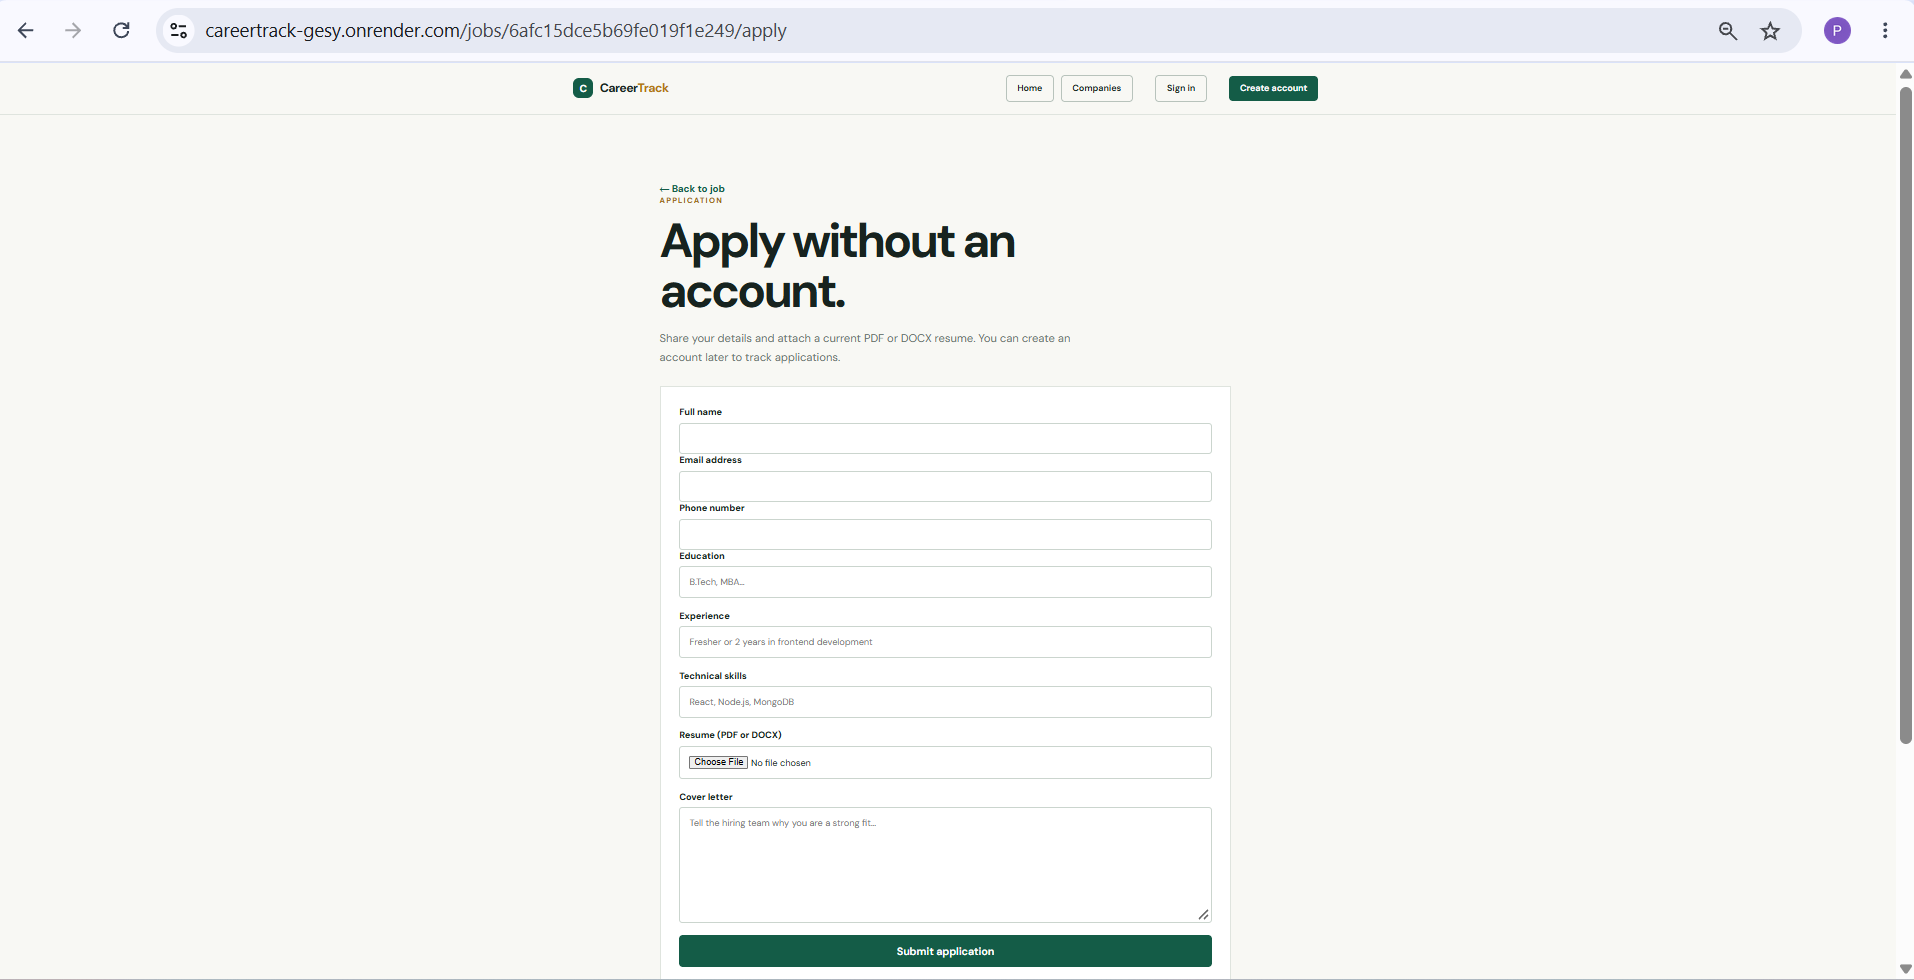 careertrack-gesy.onrender.com/jobs/6afc15dce5b69fe019f1e249/apply
P
C CareerTrack
Home
Companies
Sign in
Create account
← Back to job
APPLICATION
Apply without an
account.
Share your details and attach a current PDF or DOCX resume. You can create an
account later to track applications.
Full name
Email address
Phone number
Education
B.Tech, MBA...
Experience
Fresher or 2 years in frontend development
Technical skills
React, Node.js, MongoDB
Resume (PDF or DOCX)
Choose File No file chosen
Cover letter
Tell the hiring team why you are a strong fit...
Submit application